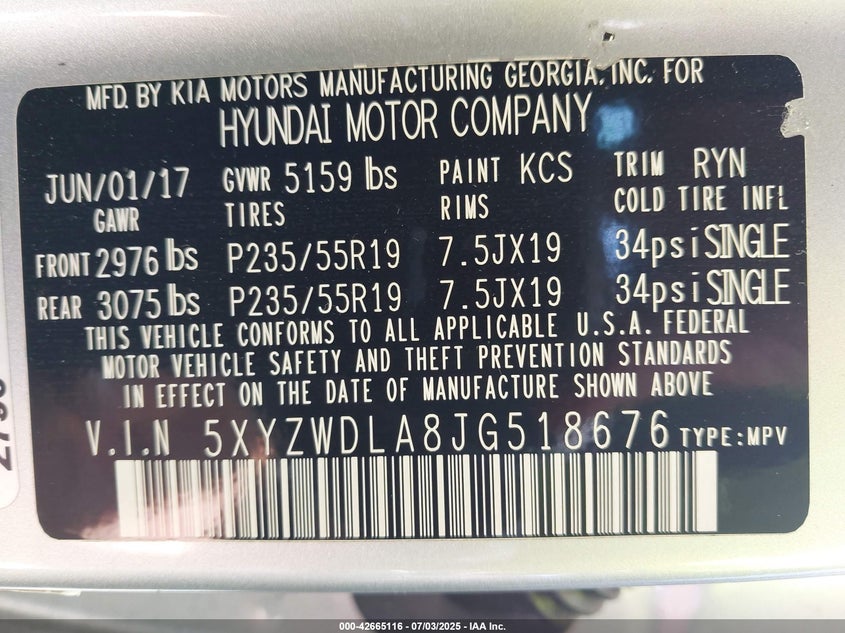 MFD. BY KIA MOTORS MANUFACTURING GEORGIA, INC. FOR
HYUNDAI MOTOR COMPANY
JUN/01/17 GVWR 5159 lbs PAINT KCS TRIM RYN
GAWR TIRES RIMS COLD TIRE INFL
FRONT 2976 lbs P235/55R19 7.5JX19 34psi SINGLE
REAR 3075 lbs P235/55R19 7.5JX19 34psi SINGLE
THIS VEHICLE CONFORMS TO ALL APPLICABLE U.S.A. FEDERAL
MOTOR VEHICLE SAFETY AND THEFT PREVENTION STANDARDS
IN EFFECT ON THE DATE OF MANUFACTURE SHOWN ABOVE
V.I.N 5XYZWDLA8JG518676 TYPE:MPV
000-42665116 - 07/03/2025 - IAA Inc.